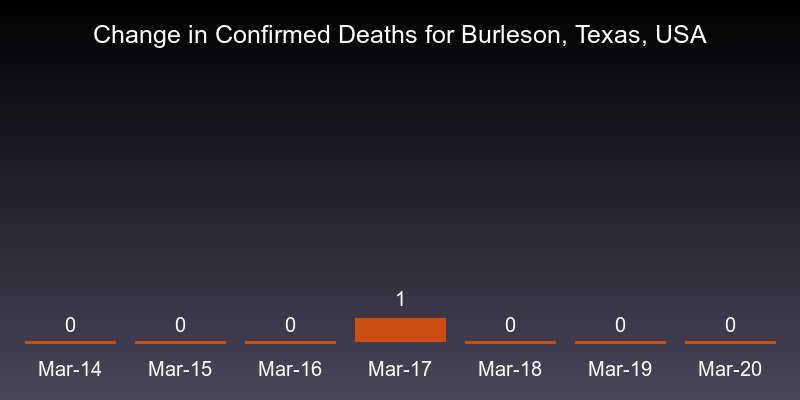 Change in Confirmed Deaths for Burleson, Texas, USA
1
0 0 0 0 0 0
Mar-14 Mar-15 Mar-16 Mar-17 Mar-18 Mar-19 Mar-20